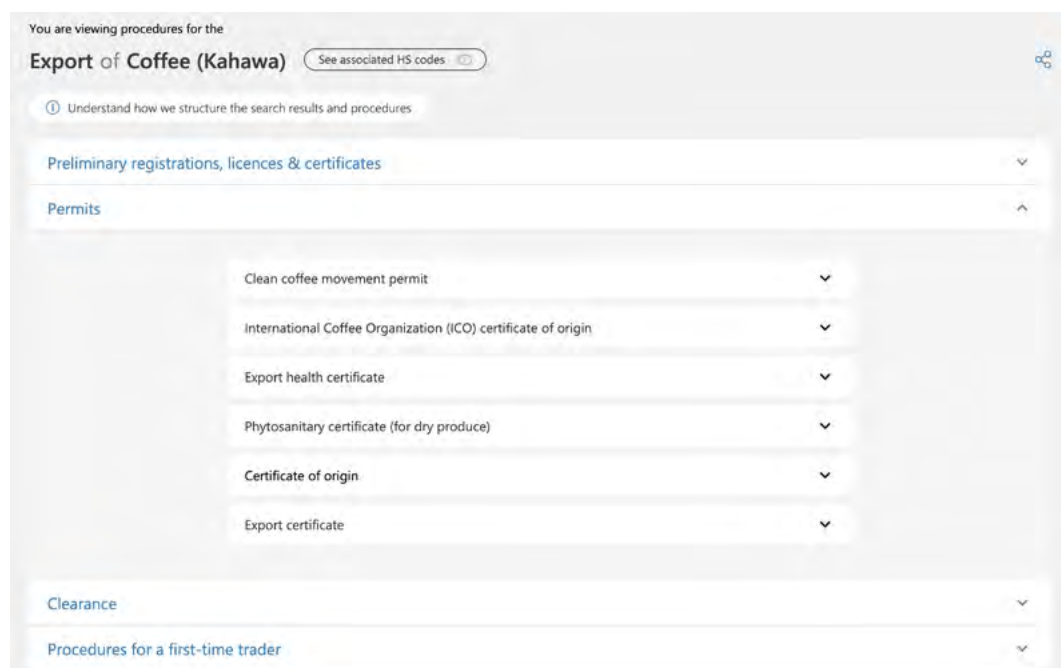 You are viewing procedures for the
Export of Coffee (Kahawa) See associated HS codes
Understand how we structure the search results and procedures
Preliminary registrations, licences & certificates
Permits
Clean coffee movement permit
International Coffee Organization (ICO) certificate of origin
Export health certificate
Phytosanitary certificate (for dry produce)
Certificate of origin
Export certificate
Clearance
Procedures for a first-time trader